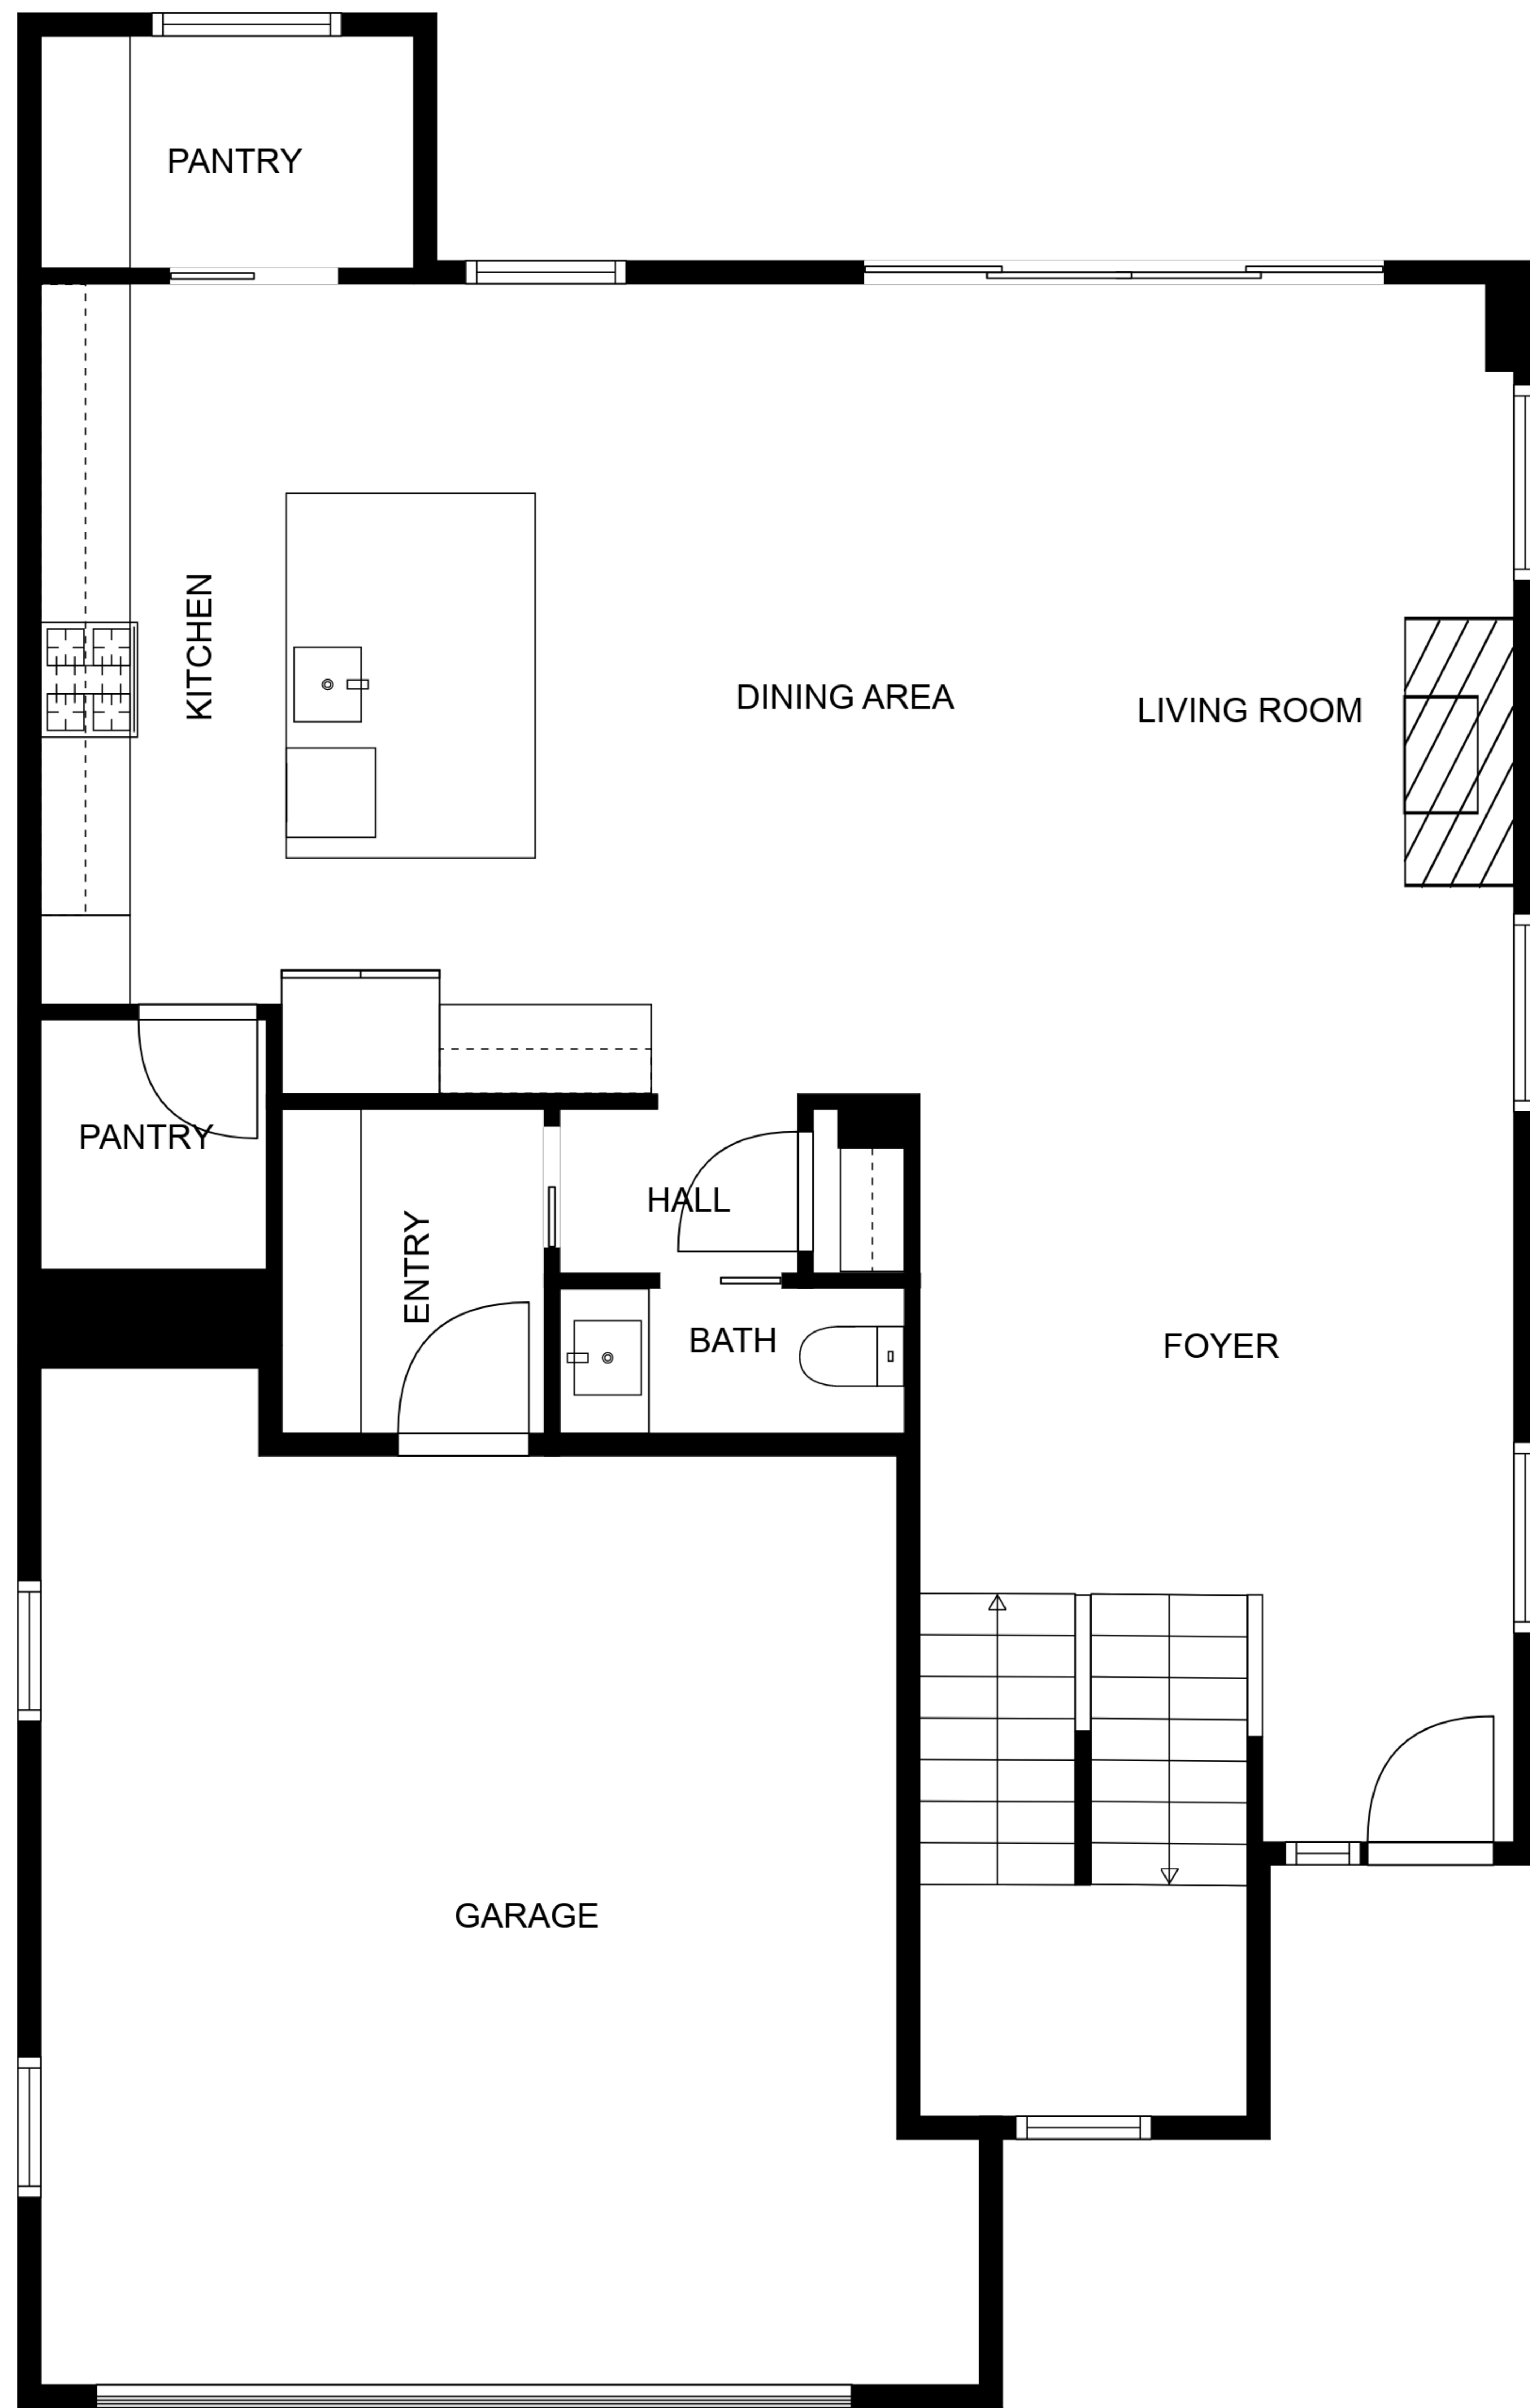 PANTRY
KITCHEN
DINING AREA
LIVING ROOM
PANTRY
HALL
ENTRY
BATH
FOYER
GARAGE